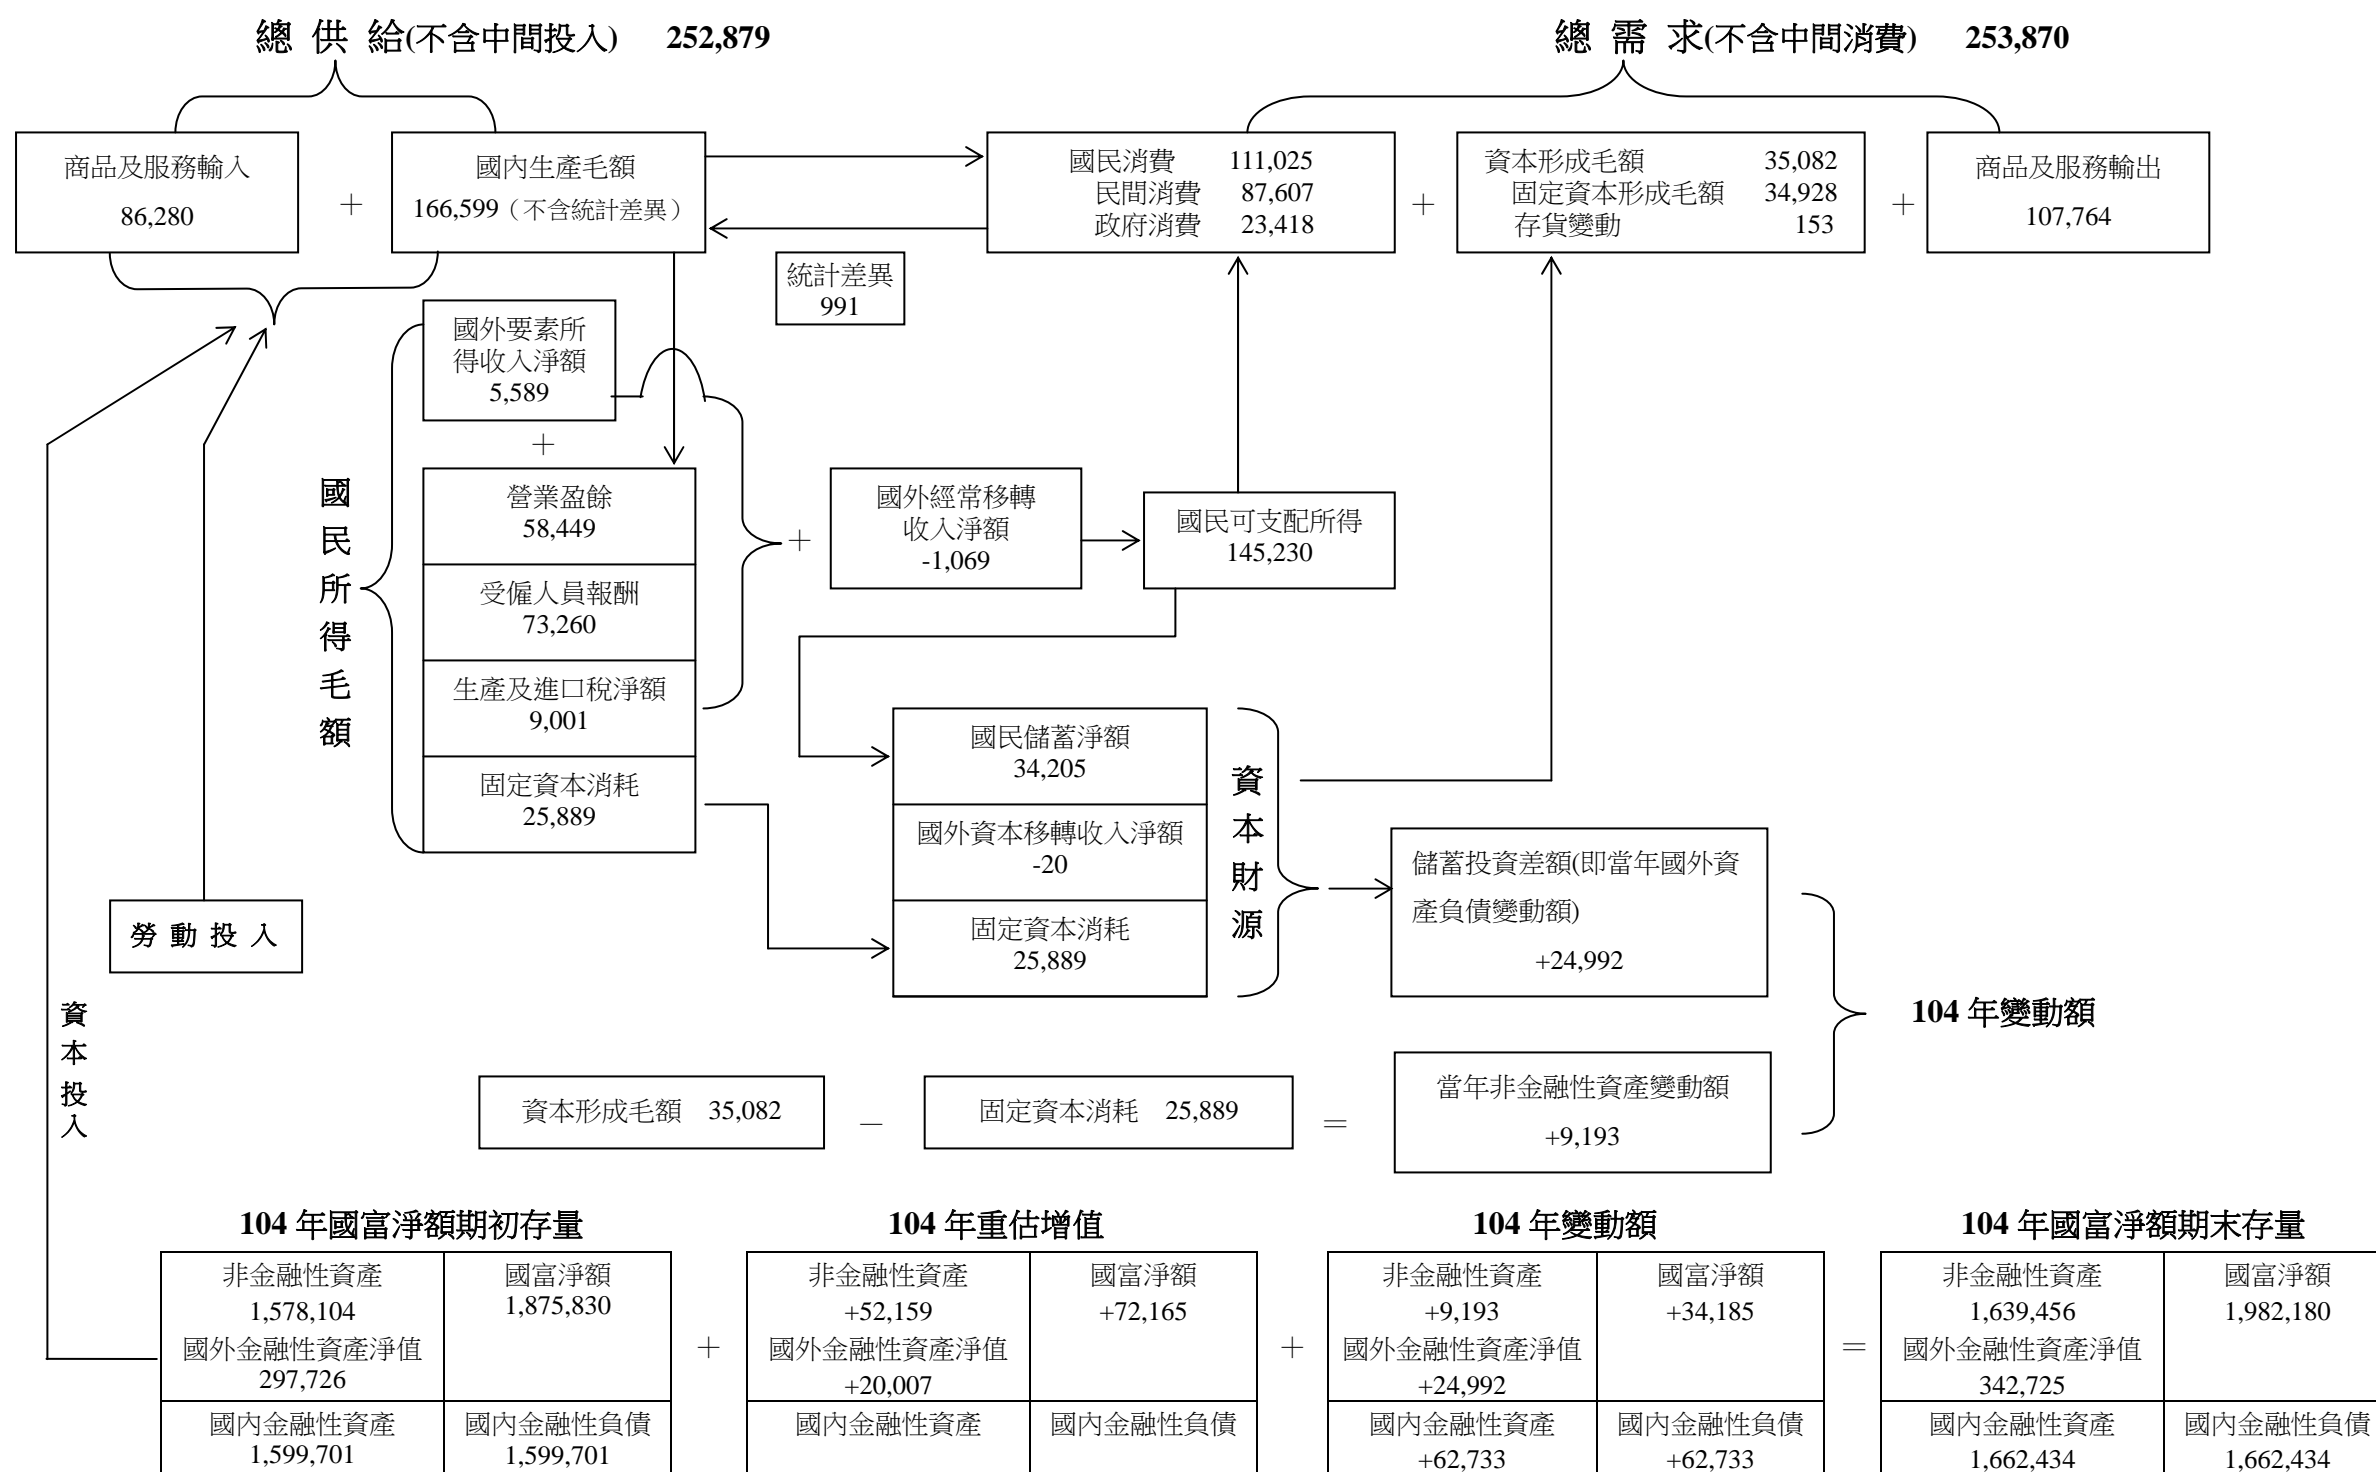 總 供 給(不含中間投入) 252,879
總 需 求(不含中間消費) 253,870
商品及服務輸入
86,280
＋
國內生產毛額
166,599（不含統計差異）
國民消費 111,025
民間消費 87,607
政府消費 23,418
＋
資本形成毛額 35,082
固定資本形成毛額 34,928
存貨變動 153
＋
商品及服務輸出
107,764
統計差異
991
國民所得毛額
國外要素所
得收入淨額
5,589
＋
營業盈餘
58,449
受僱人員報酬
73,260
生產及進口稅淨額
9,001
固定資本消耗
25,889
＋
國外經常移轉
收入淨額
-1,069
國民可支配所得
145,230
國民儲蓄淨額
34,205
國外資本移轉收入淨額
-20
固定資本消耗
25,889
資本財源
儲蓄投資差額(即當年國外資
產負債變動額)
+24,992
勞 動 投 入
資本投入
104 年變動額
資本形成毛額 35,082
－
固定資本消耗 25,889
＝
當年非金融性資產變動額
+9,193
104 年國富淨額期初存量
非金融性資產
1,578,104
國外金融性資產淨值
297,726
國富淨額
1,875,830
國內金融性資產
1,599,701
國內金融性負債
1,599,701
＋
104 年重估增值
非金融性資產
+52,159
國外金融性資產淨值
+20,007
國富淨額
+72,165
國內金融性資產
國內金融性負債
＋
104 年變動額
非金融性資產
+9,193
國外金融性資產淨值
+24,992
國富淨額
+34,185
國內金融性資產
+62,733
國內金融性負債
+62,733
＝
104 年國富淨額期末存量
非金融性資產
1,639,456
國外金融性資產淨值
342,725
國富淨額
1,982,180
國內金融性資產
1,662,434
國內金融性負債
1,662,434